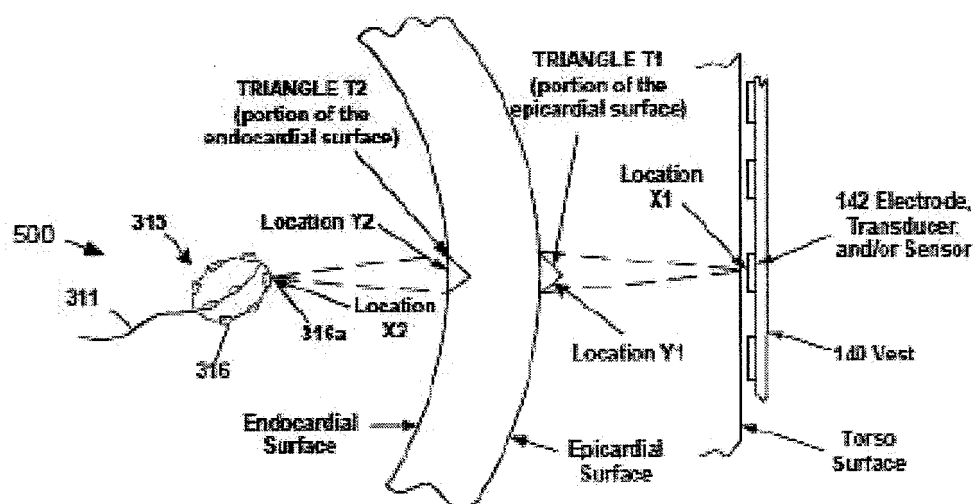 TRIANGLE T2
(portion of the
endocardial surface)
TRIANGLE T1
(portion of the
epicardial surface)
Location
X1
142 Electrode,
Transducer
and/or Sensor
500
315
Location Y2
311
316a
Location
X2
316
Location Y1
140 Vest
Endocardial
Surface
Epicardial
Surface
Torso
Surface